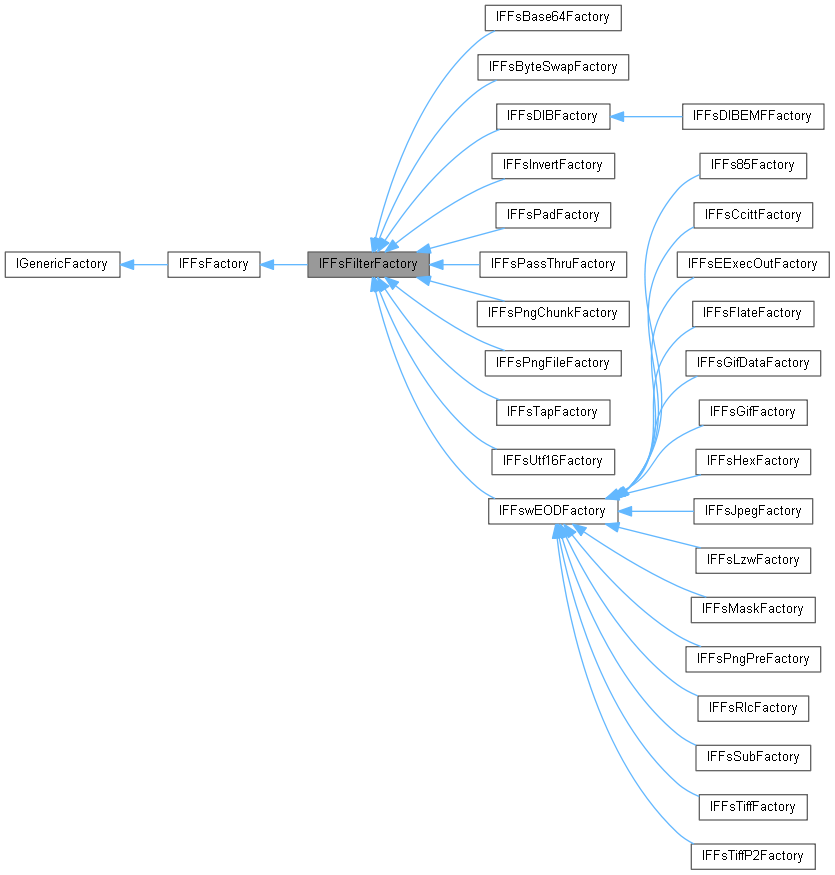 IFFsBase64Factory
IFFsByteSwapFactory
IFFsDIBFactory
IFFsDIBEMFFactory
IFFsInvertFactory
IFFs85Factory
IFFsPadFactory
IFFsCcittFactory
IGenericFactory
IFFsFactory
IFFsFilterFactory
IFFsPassThruFactory
IFFsEExecOutFactory
IFFsPngChunkFactory
IFFsFlateFactory
IFFsPngFileFactory
IFFsGifDataFactory
IFFsTapFactory
IFFsGifFactory
IFFsUtf16Factory
IFFsHexFactory
IFFswEODFactory
IFFsJpegFactory
IFFsLzwFactory
IFFsMaskFactory
IFFsPngPreFactory
IFFsRlcFactory
IFFsSubFactory
IFFsTiffFactory
IFFsTiffP2Factory